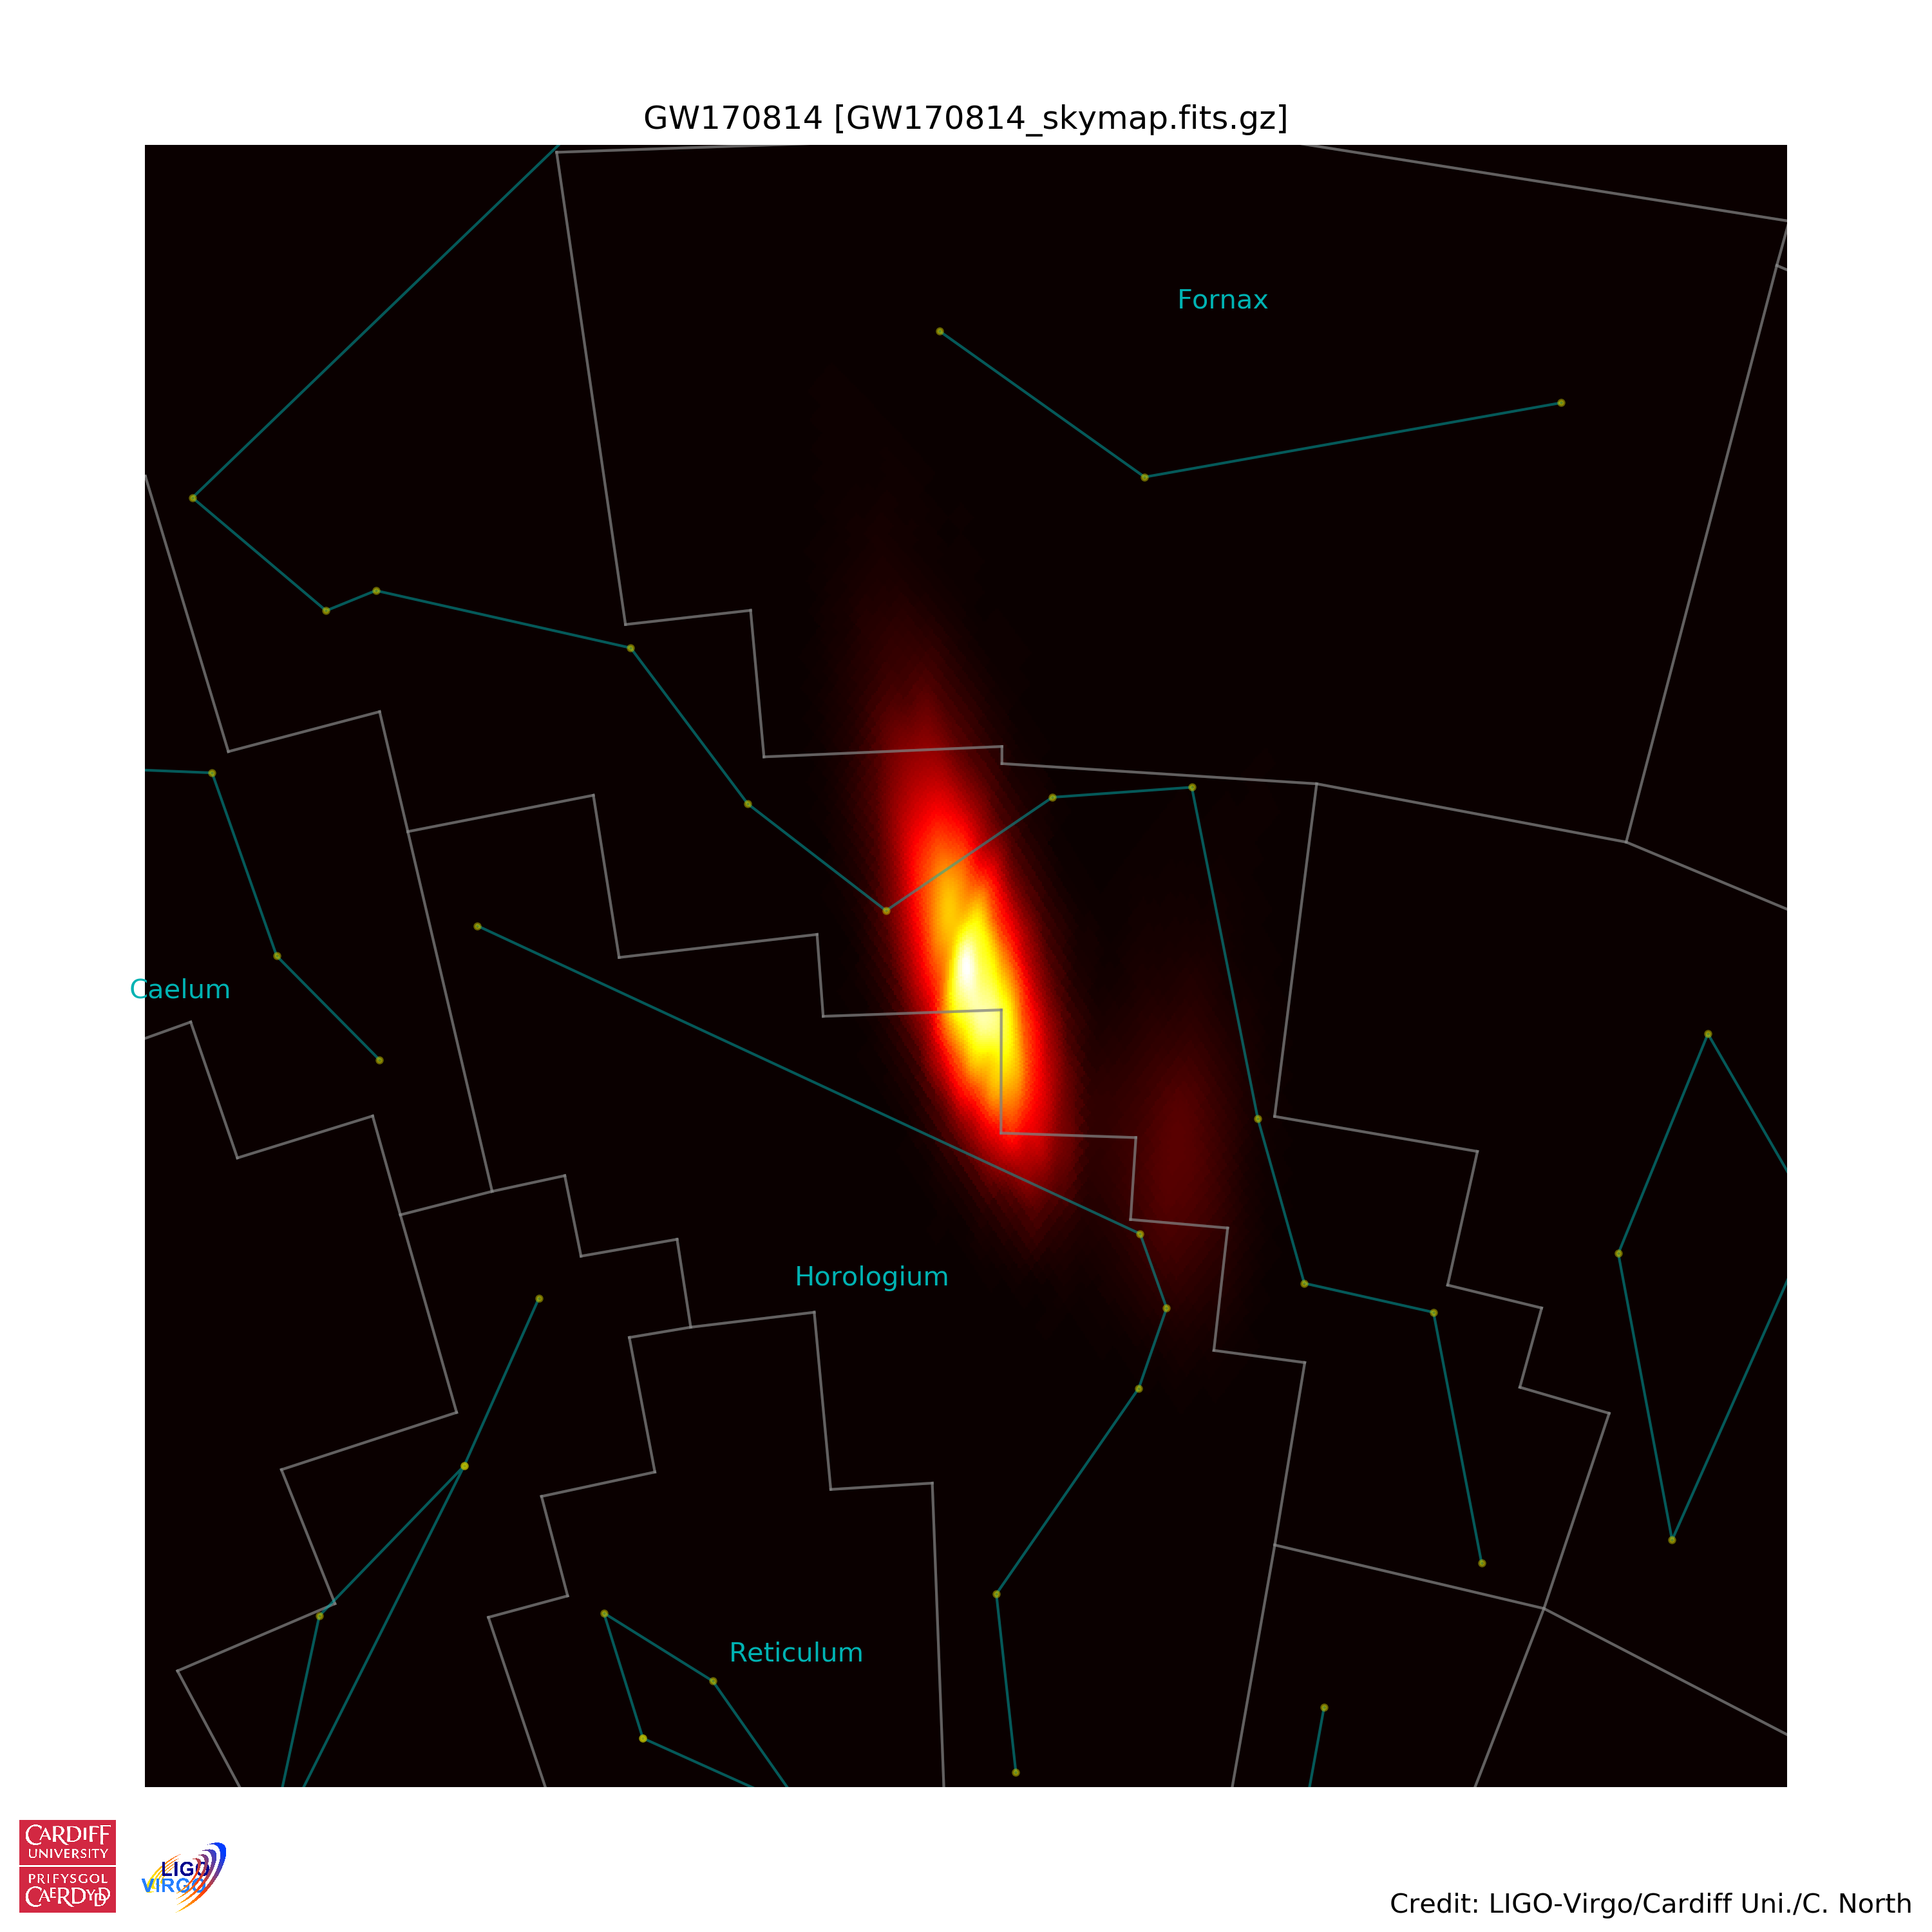 GW170814 [GW170814_skymap.fits.gz]
Fornax
Caelum
Horologium
Reticulum
CARDIFF
UNIVERSITY
PRIFYSGOL
CAERDYDD
LIGO
VIRGO
Credit: LIGO-Virgo/Cardiff Uni./C. North